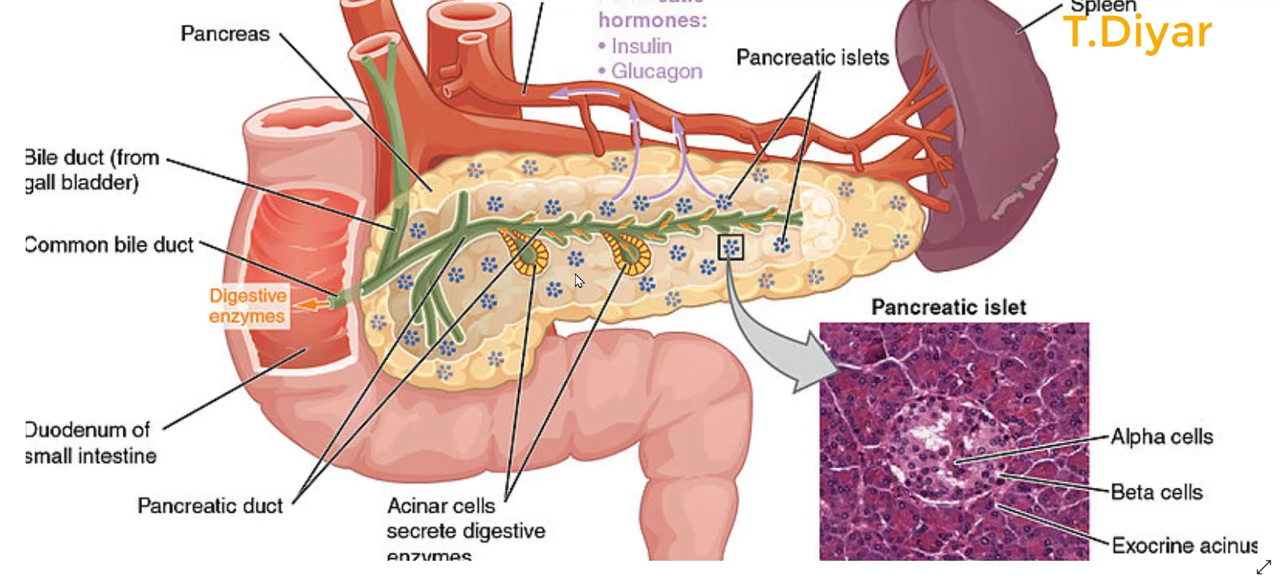 hormones:
• Insulin
• Glucagon
Spleen
T.Diyar
Pancreas
Pancreatic islets
Bile duct (from
gall bladder)
Common bile duct
Digestive
enzymes
Pancreatic islet
Duodenum of
small intestine
Alpha cells
Pancreatic duct
Acinar cells
secrete digestive
enzymes
Beta cells
Exocrine acinus